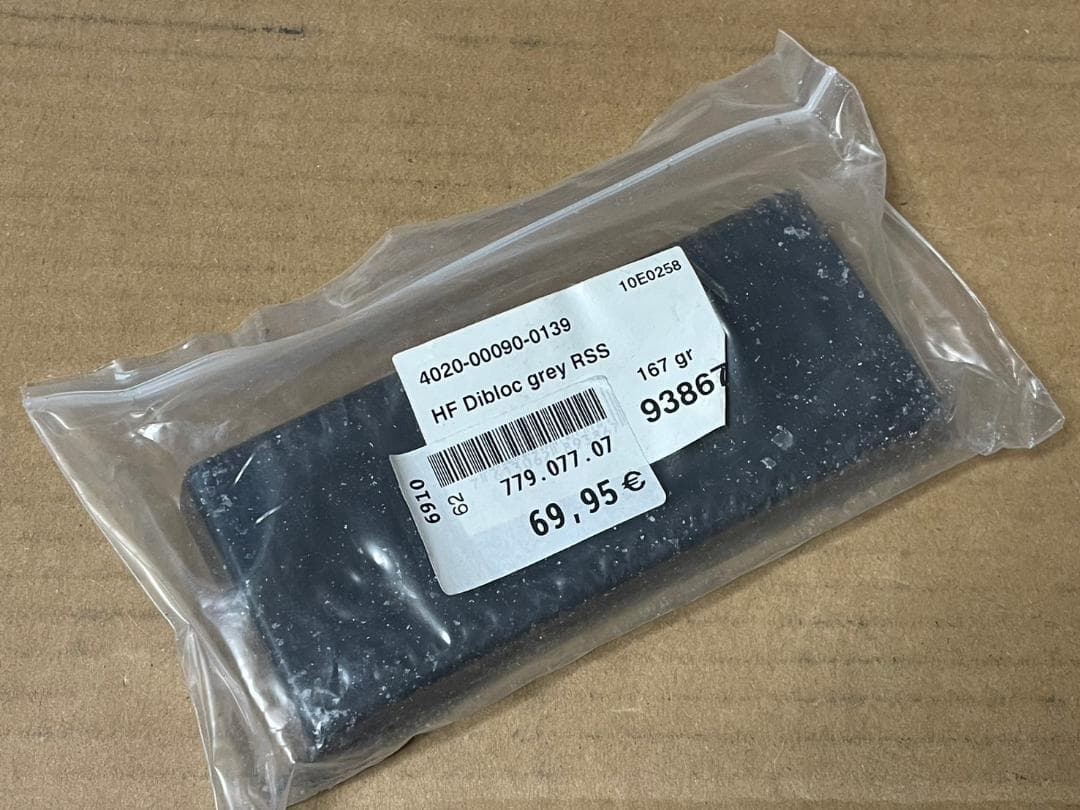 10E0258
4020-00090-0139
HF Dibloc grey RSS
167 gr
93867
6910
62
779.077.07
69,95 €